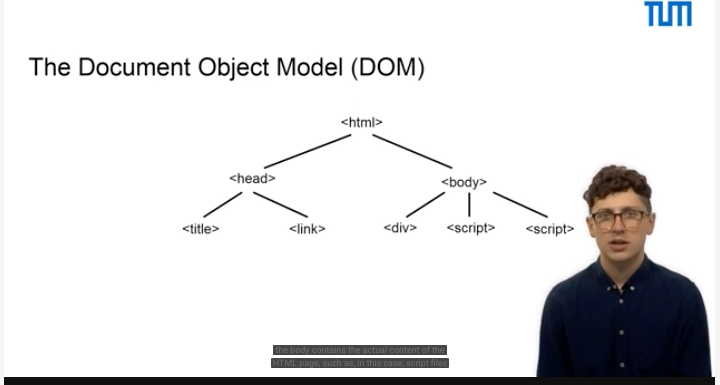 TUM
The Document Object Model (DOM)
<html>
<head> <body>
<title> <link> <div> <script> <script>
the body contains the actual content of the
HTML page, such as, in this case, script files